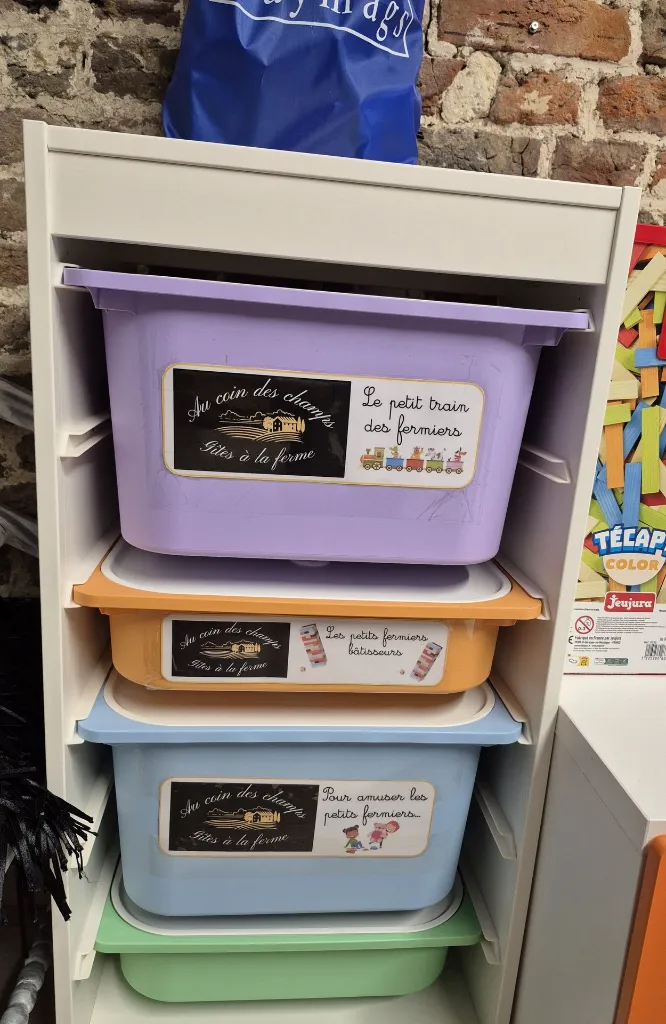 Au coin des champs
Gîtes à la ferme
Le petit train
des fermiers
Au coin des champs
Gîtes à la ferme
Les petits fermiers
bâtisseurs
Au coin des champs
Gîtes à la ferme
Pour amuser les
petits fermiers...
TÉCAP
COLOR
Jeujura